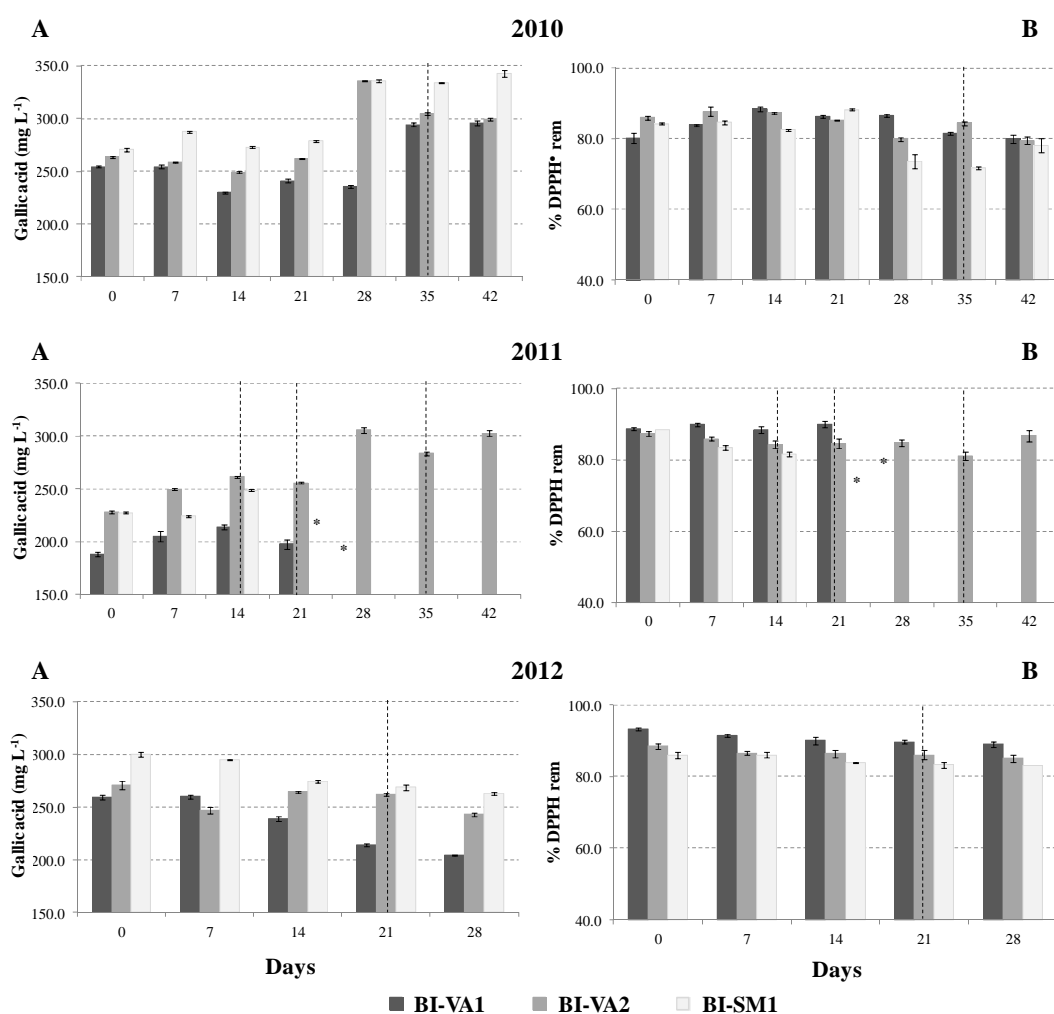 A 2010 B
Gallicacid (mg L-1)
350.0
300.0
250.0
200.0
150.0
0 7 14 21 28 35 42
% DPPH• rem
100.0
80.0
60.0
40.0
0 7 14 21 28 35 42
A 2011 B
Gallicacid (mg L-1)
350.0
300.0
250.0
200.0
150.0
* *
0 7 14 21 28 35 42
% DPPH rem
100.0
80.0
60.0
40.0
* *
0 7 14 21 28 35 42
A 2012 B
Gallicacid (mg L-1)
350.0
300.0
250.0
200.0
150.0
0 7 14 21 28
Days
% DPPH rem
100.0
80.0
60.0
40.0
0 7 14 21 28
Days
BI-VA1 BI-VA2 BI-SM1